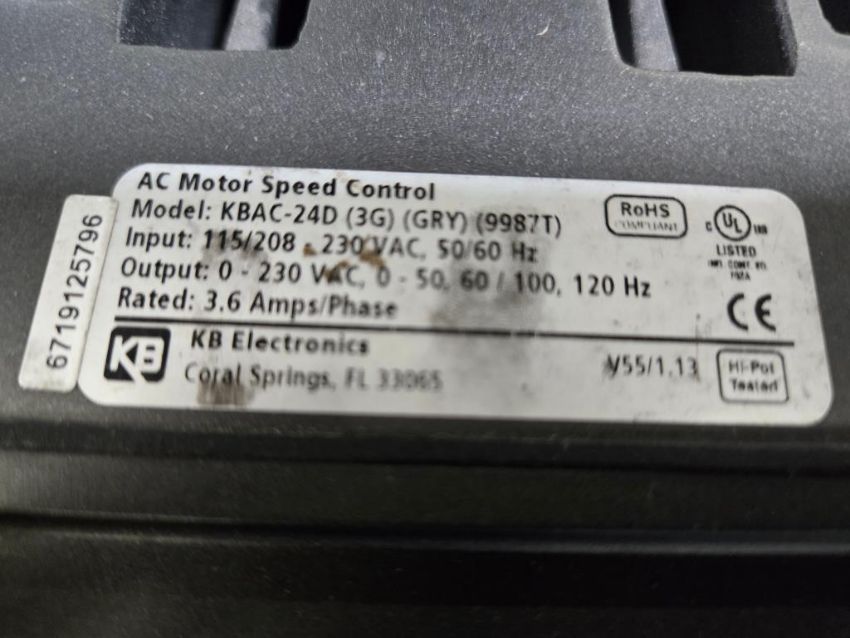 AC Motor Speed Control
Model: KBAC-24D (3G) (GRY) (9987T)
Input: 115/208 - 230 VAC, 50/60 Hz
Output: 0 - 230 VAC, 0 - 50, 60 / 100, 120 Hz
Rated: 3.6 Amps/Phase
KB
KB Electronics
Coral Springs, FL 33065
V55/1.13
Hi-Pot
Tested
RoHS
COMPLIANT
C UL
LISTED
CE
6719125796